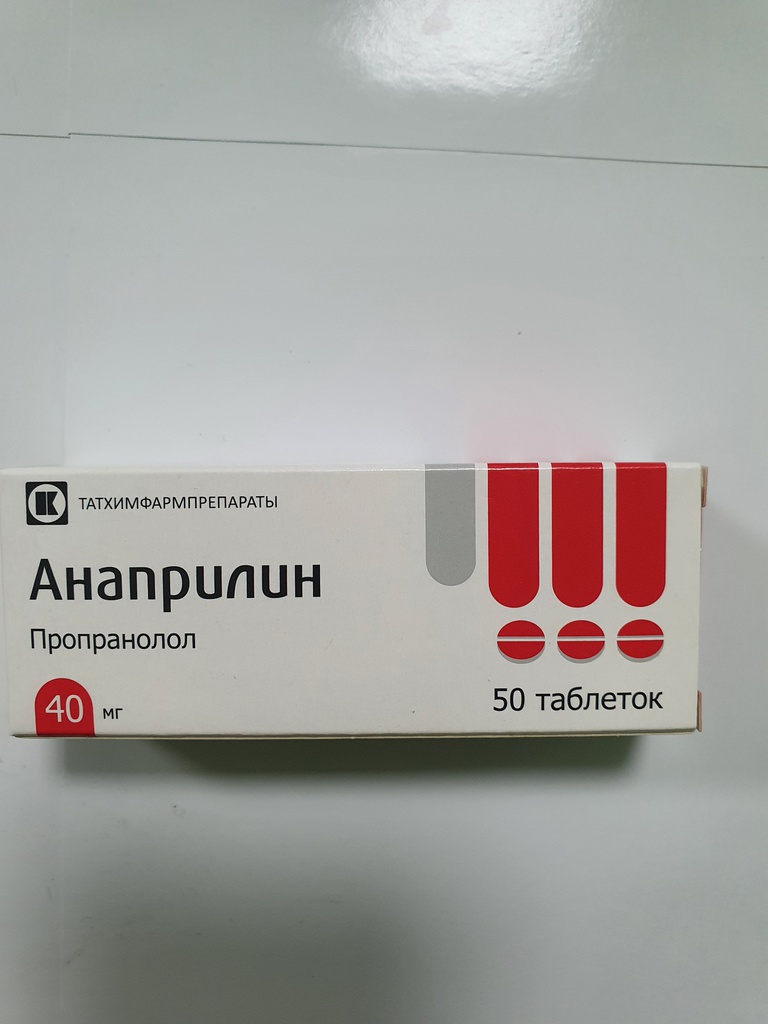 ТАТХИМФАРМПРЕПАРАТЫ
Анаприлин
Пропранолол
40 мг
50 таблеток